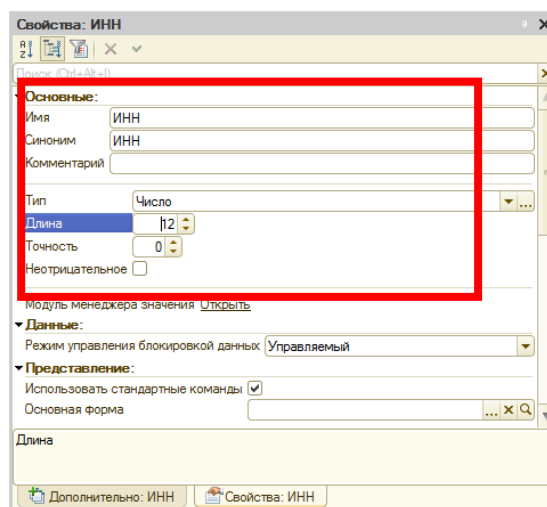 Свойства: ИНН
Поиск (Ctrl+Alt+I)
Основные:
Имя ИНН
Синоним ИНН
Комментарий
Тип Число
Длина 12
Точность 0
Неотрицательное
Модуль менеджера значения Открыть
Данные:
Режим управления блокировкой данных Управляемый
Представление:
Использовать стандартные команды
Основная форма
Длина
Дополнительно: ИНН Свойства: ИНН